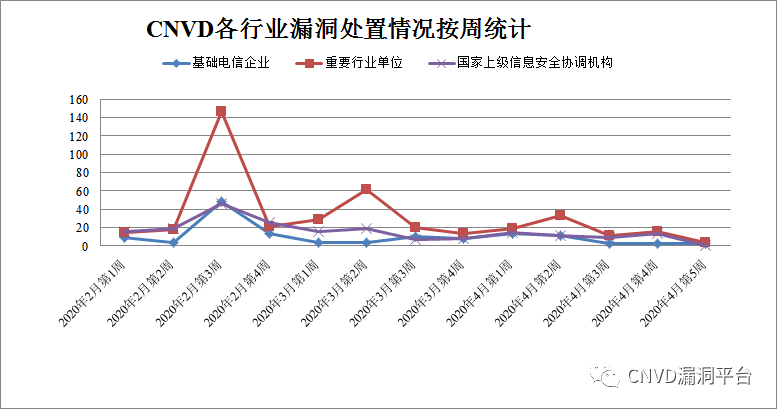 CNVD各行业漏洞处置情况按周统计
基础电信企业 重要行业单位 国家上级信息安全协调机构
160
140
120
100
80
60
40
20
0
2020年2月第1周
2020年2月第2周
2020年2月第3周
2020年2月第4周
2020年3月第1周
2020年3月第2周
2020年3月第3周
2020年3月第4周
2020年4月第1周
2020年4月第2周
2020年4月第3周
2020年4月第4周
2020年4月第5周
CNVD漏洞平台